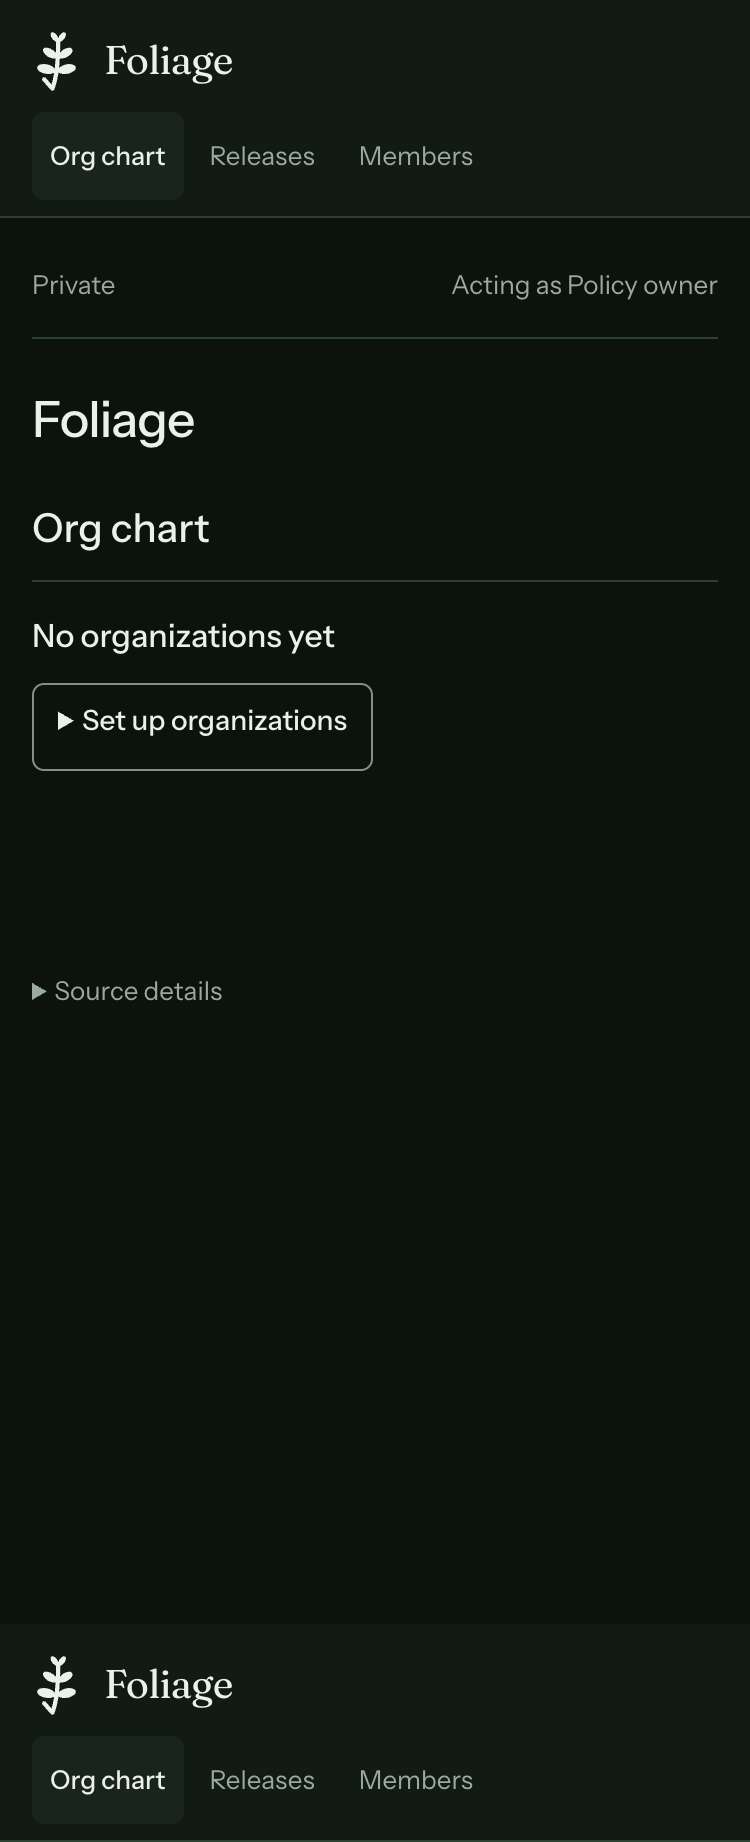 Foliage
Org chart Releases Members
Private Acting as Policy owner
Foliage
Org chart
No organizations yet
Set up organizations
Source details
Foliage
Org chart Releases Members